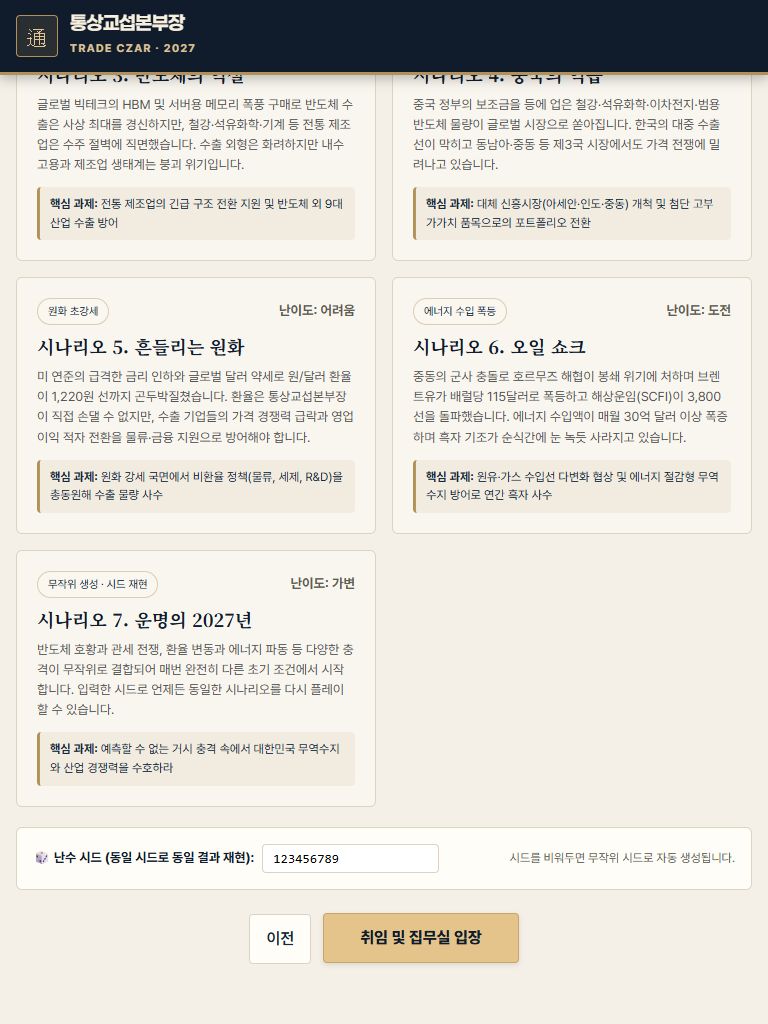 通
통상교섭본부장
TRADE CZAR · 2027
글로벌 빅테크의 HBM 및 서버용 메모리 폭풍 구매로 반도체 수
출은 사상 최대를 경신하지만, 철강·석유화학·기계 등 전통 제조
업은 수주 절벽에 직면했습니다. 수출 외형은 화려하지만 내수
고용과 제조업 생태계는 붕괴 위기입니다.
핵심 과제: 전통 제조업의 긴급 구조 전환 지원 및 반도체 외 9대
산업 수출 방어
중국 정부의 보조금을 등에 업은 철강·석유화학·이차전지·범용
반도체 물량이 글로벌 시장으로 쏟아집니다. 한국의 대중 수출
선이 막히고 동남아·중동 등 제3국 시장에서도 가격 전쟁에 밀
려나고 있습니다.
핵심 과제: 대체 신흥시장(아세안·인도·중동) 개척 및 첨단 고부
가가치 품목으로의 포트폴리오 전환
원화 초강세
난이도: 어려움
시나리오 5. 흔들리는 원화
미 연준의 급격한 금리 인하와 글로벌 달러 약세로 원/달러 환율
이 1,220원 선까지 곤두박질쳤습니다. 환율은 통상교섭본부장
이 직접 손댈 수 없지만, 수출 기업들의 가격 경쟁력 급락과 영업
이익 적자 전환을 물류·금융 지원으로 방어해야 합니다.
핵심 과제: 원화 강세 국면에서 비환율 정책(물류, 세제, R&D)을
총동원해 수출 물량 사수
에너지 수입 폭등
난이도: 도전
시나리오 6. 오일 쇼크
중동의 군사 충돌로 호르무즈 해협이 봉쇄 위기에 처하며 브렌
트유가 배럴당 115달러로 폭등하고 해상운임(SCFI)이 3,800
선을 돌파했습니다. 에너지 수입액이 매월 30억 달러 이상 폭증
하며 흑자 기조가 순식간에 눈 녹듯 사라지고 있습니다.
핵심 과제: 원유·가스 수입선 다변화 협상 및 에너지 절감형 무역
수지 방어로 연간 흑자 사수
무작위 생성 · 시드 재현
난이도: 가변
시나리오 7. 운명의 2027년
반도체 호황과 관세 전쟁, 환율 변동과 에너지 파동 등 다양한 충
격이 무작위로 결합되어 매번 완전히 다른 초기 조건에서 시작
합니다. 입력한 시드로 언제든 동일한 시나리오를 다시 플레이
할 수 있습니다.
핵심 과제: 예측할 수 없는 거시 충격 속에서 대한민국 무역수지
와 산업 경쟁력을 수호하라
난수 시드 (동일 시드로 동일 결과 재현):
123456789
시드를 비워두면 무작위 시드로 자동 생성됩니다.
이전
취임 및 집무실 입장